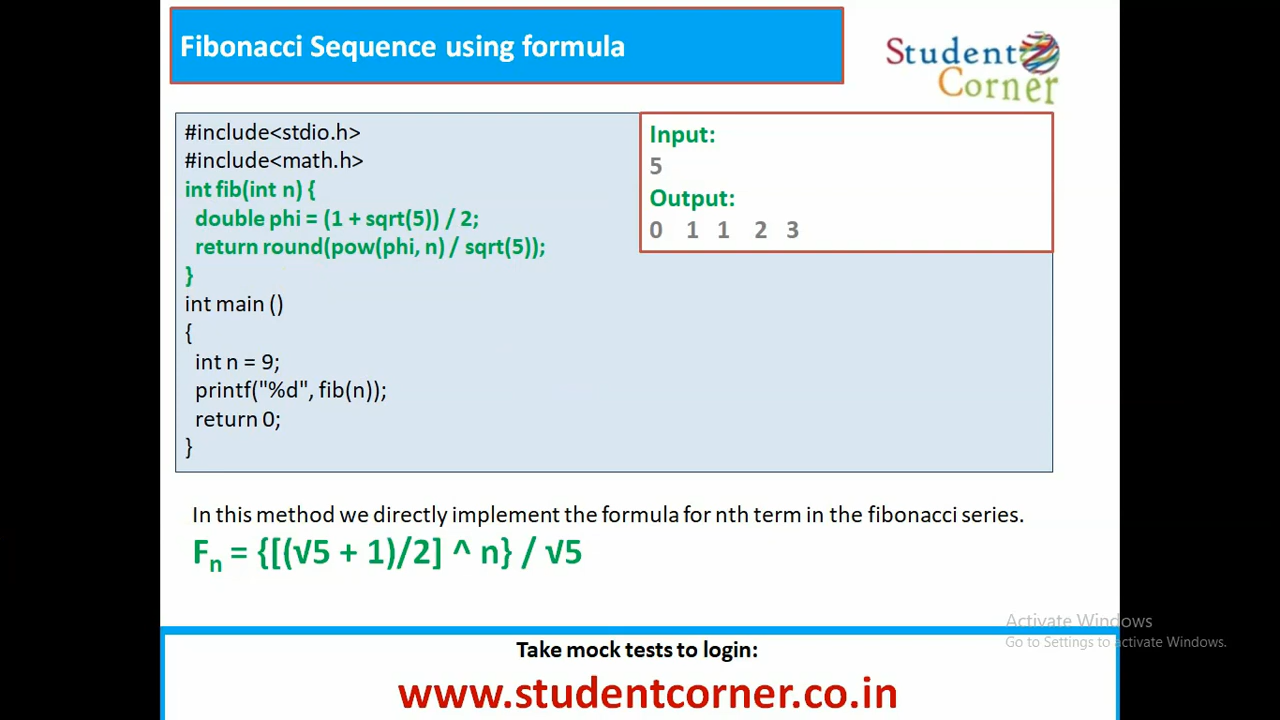 Fibonacci Sequence using formula
Student
Corner
#include<stdio.h>
#include<math.h>
int fib(int n) {
double phi = (1 + sqrt(5)) / 2;
return round(pow(phi, n) / sqrt(5));
}
int main ()
{
int n = 9;
printf("%d", fib(n));
return 0;
}
Input:
5
Output:
0 1 1 2 3
In this method we directly implement the formula for nth term in the fibonacci series.
Fn = {[(√5 + 1)/2] ^ n} / √5
Activate Windows
Go to Settings to activate Windows.
Take mock tests to login:
www.studentcorner.co.in